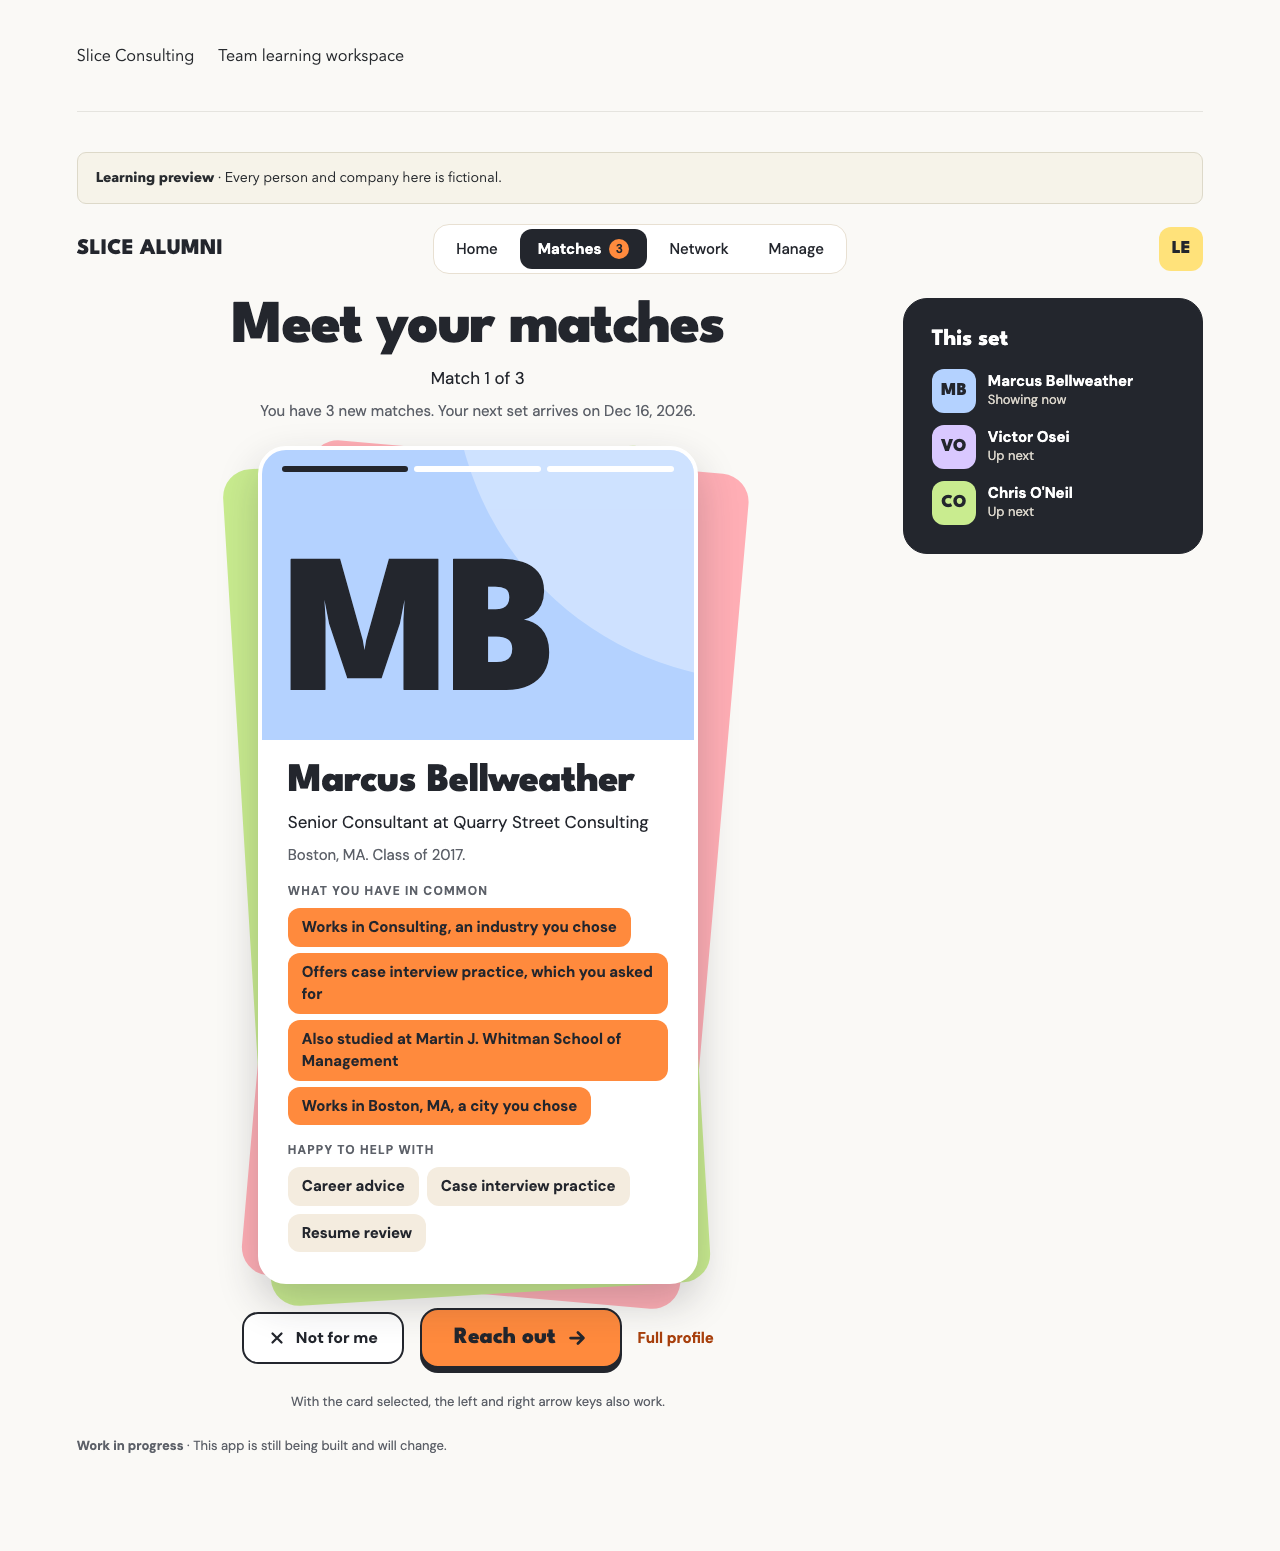 Slice Consulting Team learning workspace
Learning preview · Every person and company here is fictional.
SLICE ALUMNI
Home Matches 3 Network Manage
LE
Meet your matches
Match 1 of 3
You have 3 new matches. Your next set arrives on Dec 16, 2026.
MB
Marcus Bellweather
Senior Consultant at Quarry Street Consulting
Boston, MA. Class of 2017.
WHAT YOU HAVE IN COMMON
Works in Consulting, an industry you chose
Offers case interview practice, which you asked
for
Also studied at Martin J. Whitman School of
Management
Works in Boston, MA, a city you chose
HAPPY TO HELP WITH
Career advice Case interview practice
Resume review
Not for me Reach out → Full profile
With the card selected, the left and right arrow keys also work.
This set
MB Marcus Bellweather
Showing now
VO Victor Osei
Up next
CO Chris O'Neil
Up next
Work in progress · This app is still being built and will change.